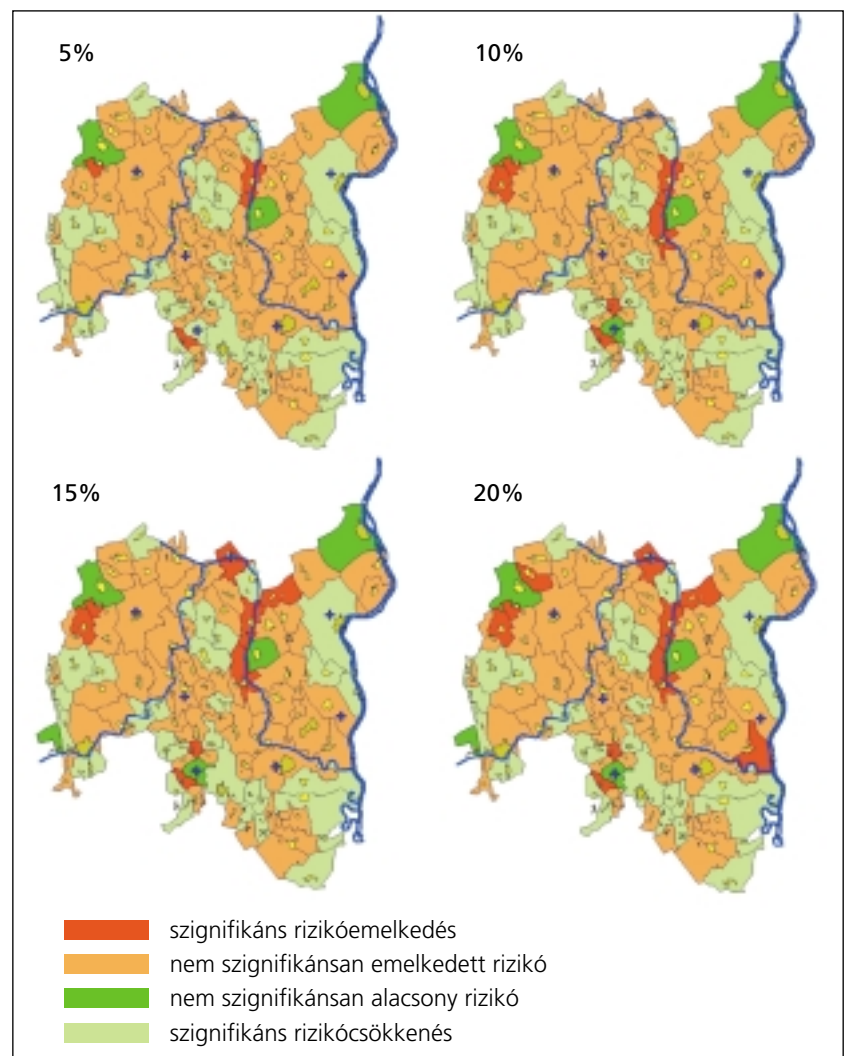 5%
10%
15%
20%
szignifikáns rizikóemelkedés
nem szignifikánsan emelkedett rizikó
nem szignifikánsan alacsony rizikó
szignifikáns rizikócsökkenés